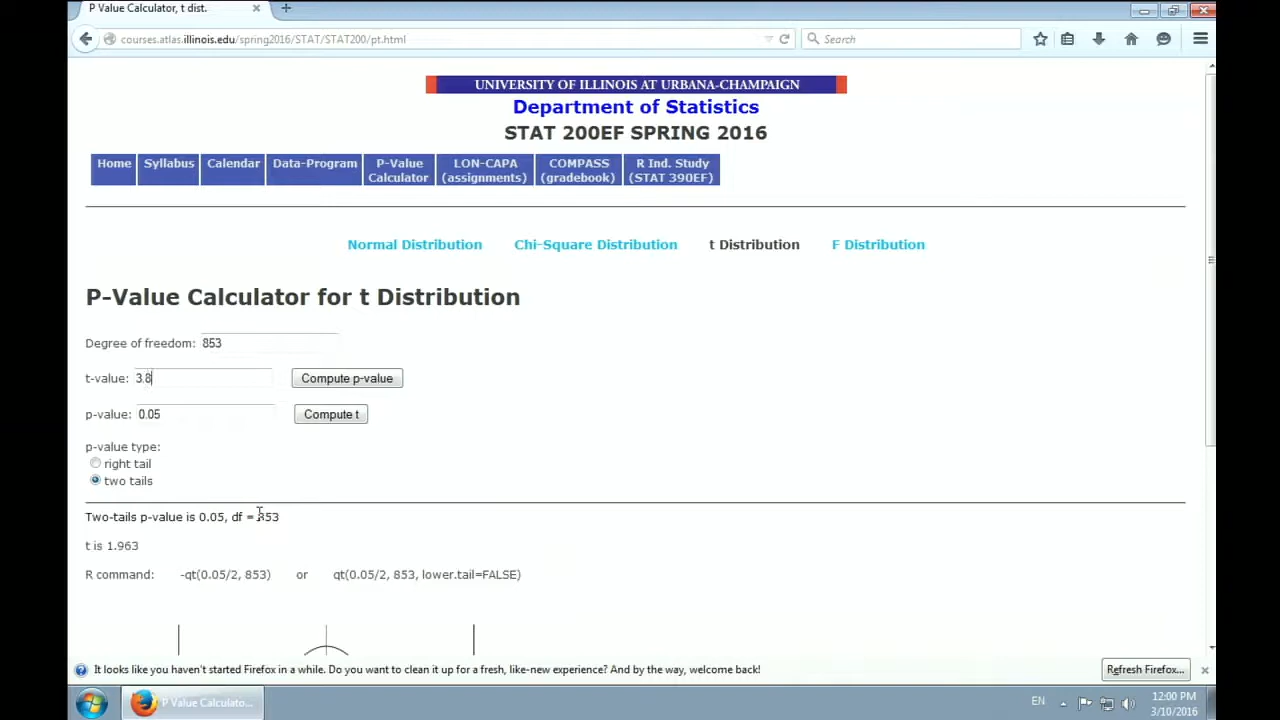 P Value Calculator, t dist.
courses.atlas.illinois.edu/spring2016/STAT/STAT200/pt.html
Search
UNIVERSITY OF ILLINOIS AT URBANA-CHAMPAIGN
Department of Statistics
STAT 200EF SPRING 2016
Home Syllabus Calendar Data-Program P-Value Calculator LON-CAPA (assignments) COMPASS (gradebook) R Ind. Study (STAT 390EF)
Normal Distribution Chi-Square Distribution t Distribution F Distribution
P-Value Calculator for t Distribution
Degree of freedom: 853
t-value: 3.8 Compute p-value
p-value: 0.05 Compute t
p-value type:
right tail
two tails
Two-tails p-value is 0.05, df = 853
t is 1.963
R command: -qt(0.05/2, 853) or qt(0.05/2, 853, lower.tail=FALSE)
It looks like you haven't started Firefox in a while. Do you want to clean it up for a fresh, like-new experience? And by the way, welcome back! Refresh Firefox...
P Value Calculato... EN 12:00 PM
3/10/2016